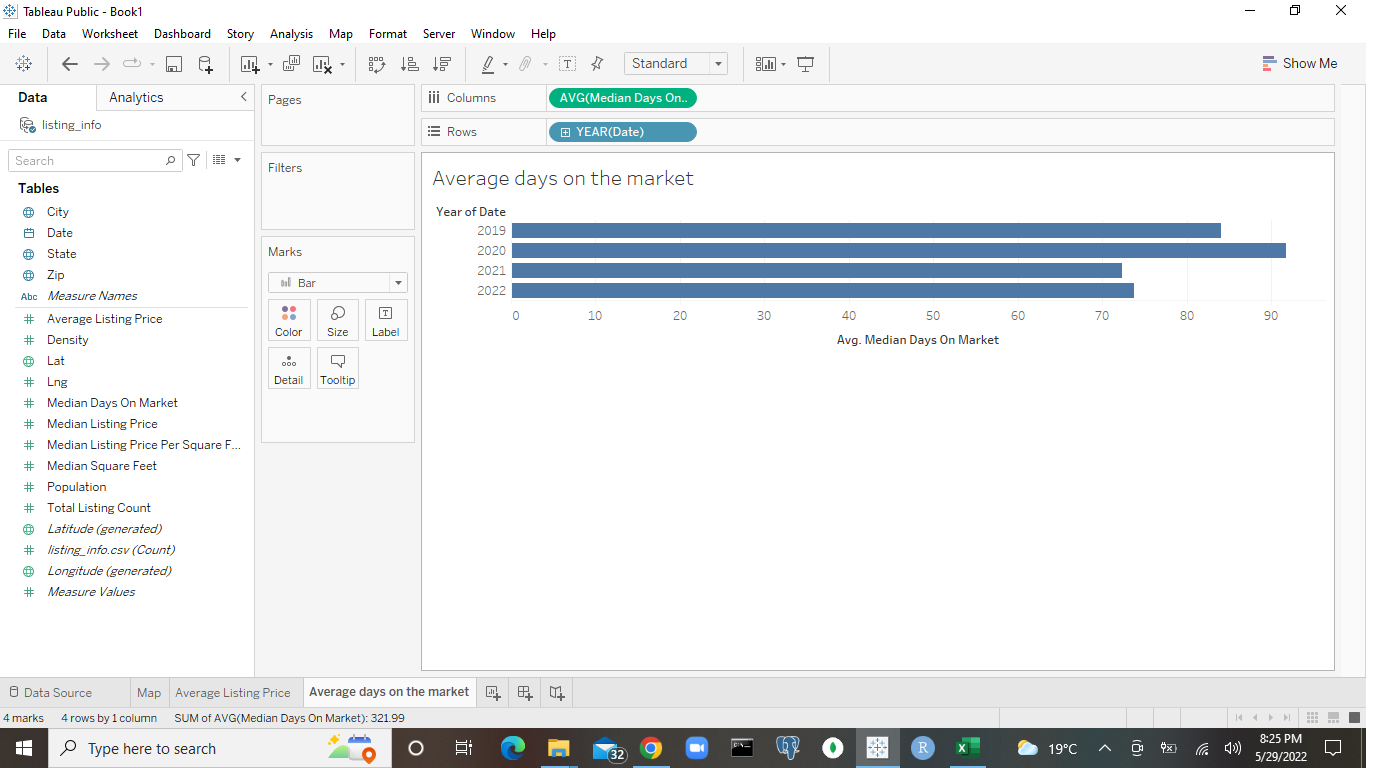 Tableau Public - Book1
File Data Worksheet Dashboard Story Analysis Map Format Server Window Help
T Standard Show Me
Data Analytics
listing_info
Search
Tables
City
Date
State
Zip
Abc Measure Names
Average Listing Price
Density
Lat
Lng
Median Days On Market
Median Listing Price
Median Listing Price Per Square F...
Median Square Feet
Population
Total Listing Count
Latitude (generated)
listing_info.csv (Count)
Longitude (generated)
Measure Values
Pages
Filters
Marks
Bar
Color Size T Label
Detail Tooltip
Columns AVG(Median Days On..
Rows YEAR(Date)
Average days on the market
Year of Date
2019
2020
2021
2022
0 10 20 30 40 50 60 70 80 90
Avg. Median Days On Market
Data Source Map Average Listing Price Average days on the market
4 marks 4 rows by 1 column SUM of AVG(Median Days On Market): 321.99
Type here to search 32 R X 19°C 8:25 PM
5/29/2022